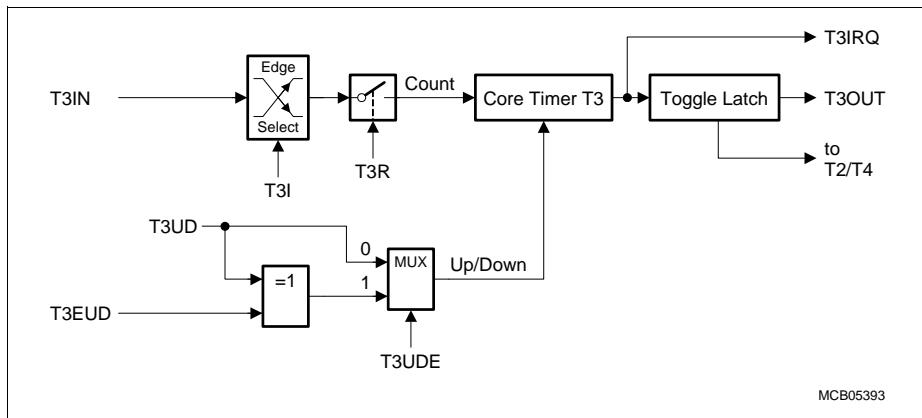 T3IRQ
Edge
Select
T3IN
Count
Core Timer T3
Toggle Latch
T3OUT
T3I
T3R
to
T2/T4
T3UD
0
MUX
Up/Down
=1
1
T3EUD
T3UDE
MCB05393